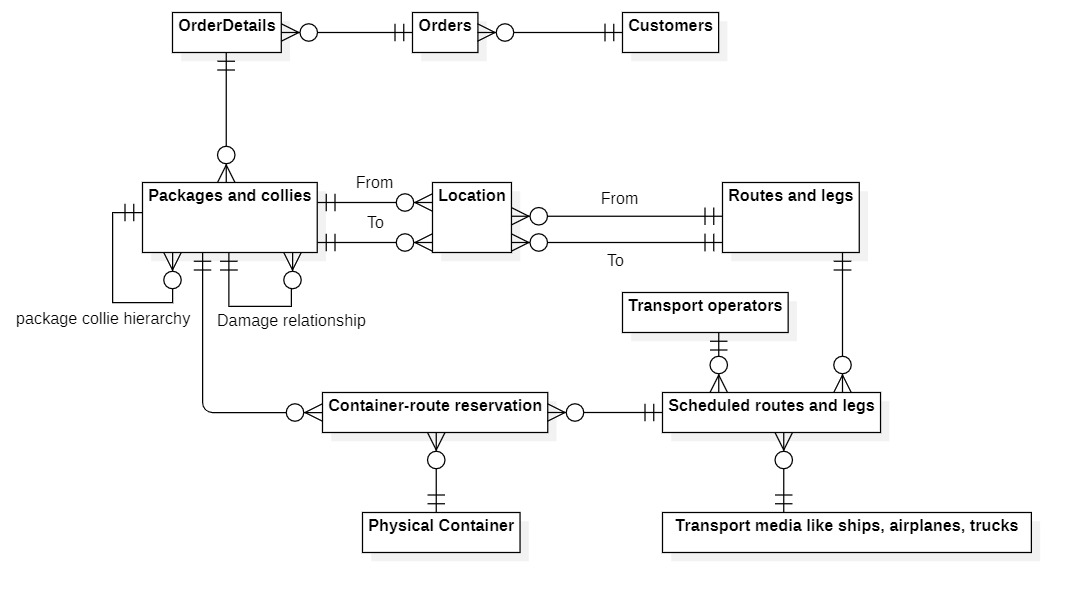 OrderDetails
Orders
Customers
Packages and collies
From
To
Location
From
To
Routes and legs
package collie hierarchy
Damage relationship
Transport operators
Container-route reservation
Scheduled routes and legs
Physical Container
Transport media like ships, airplanes, trucks